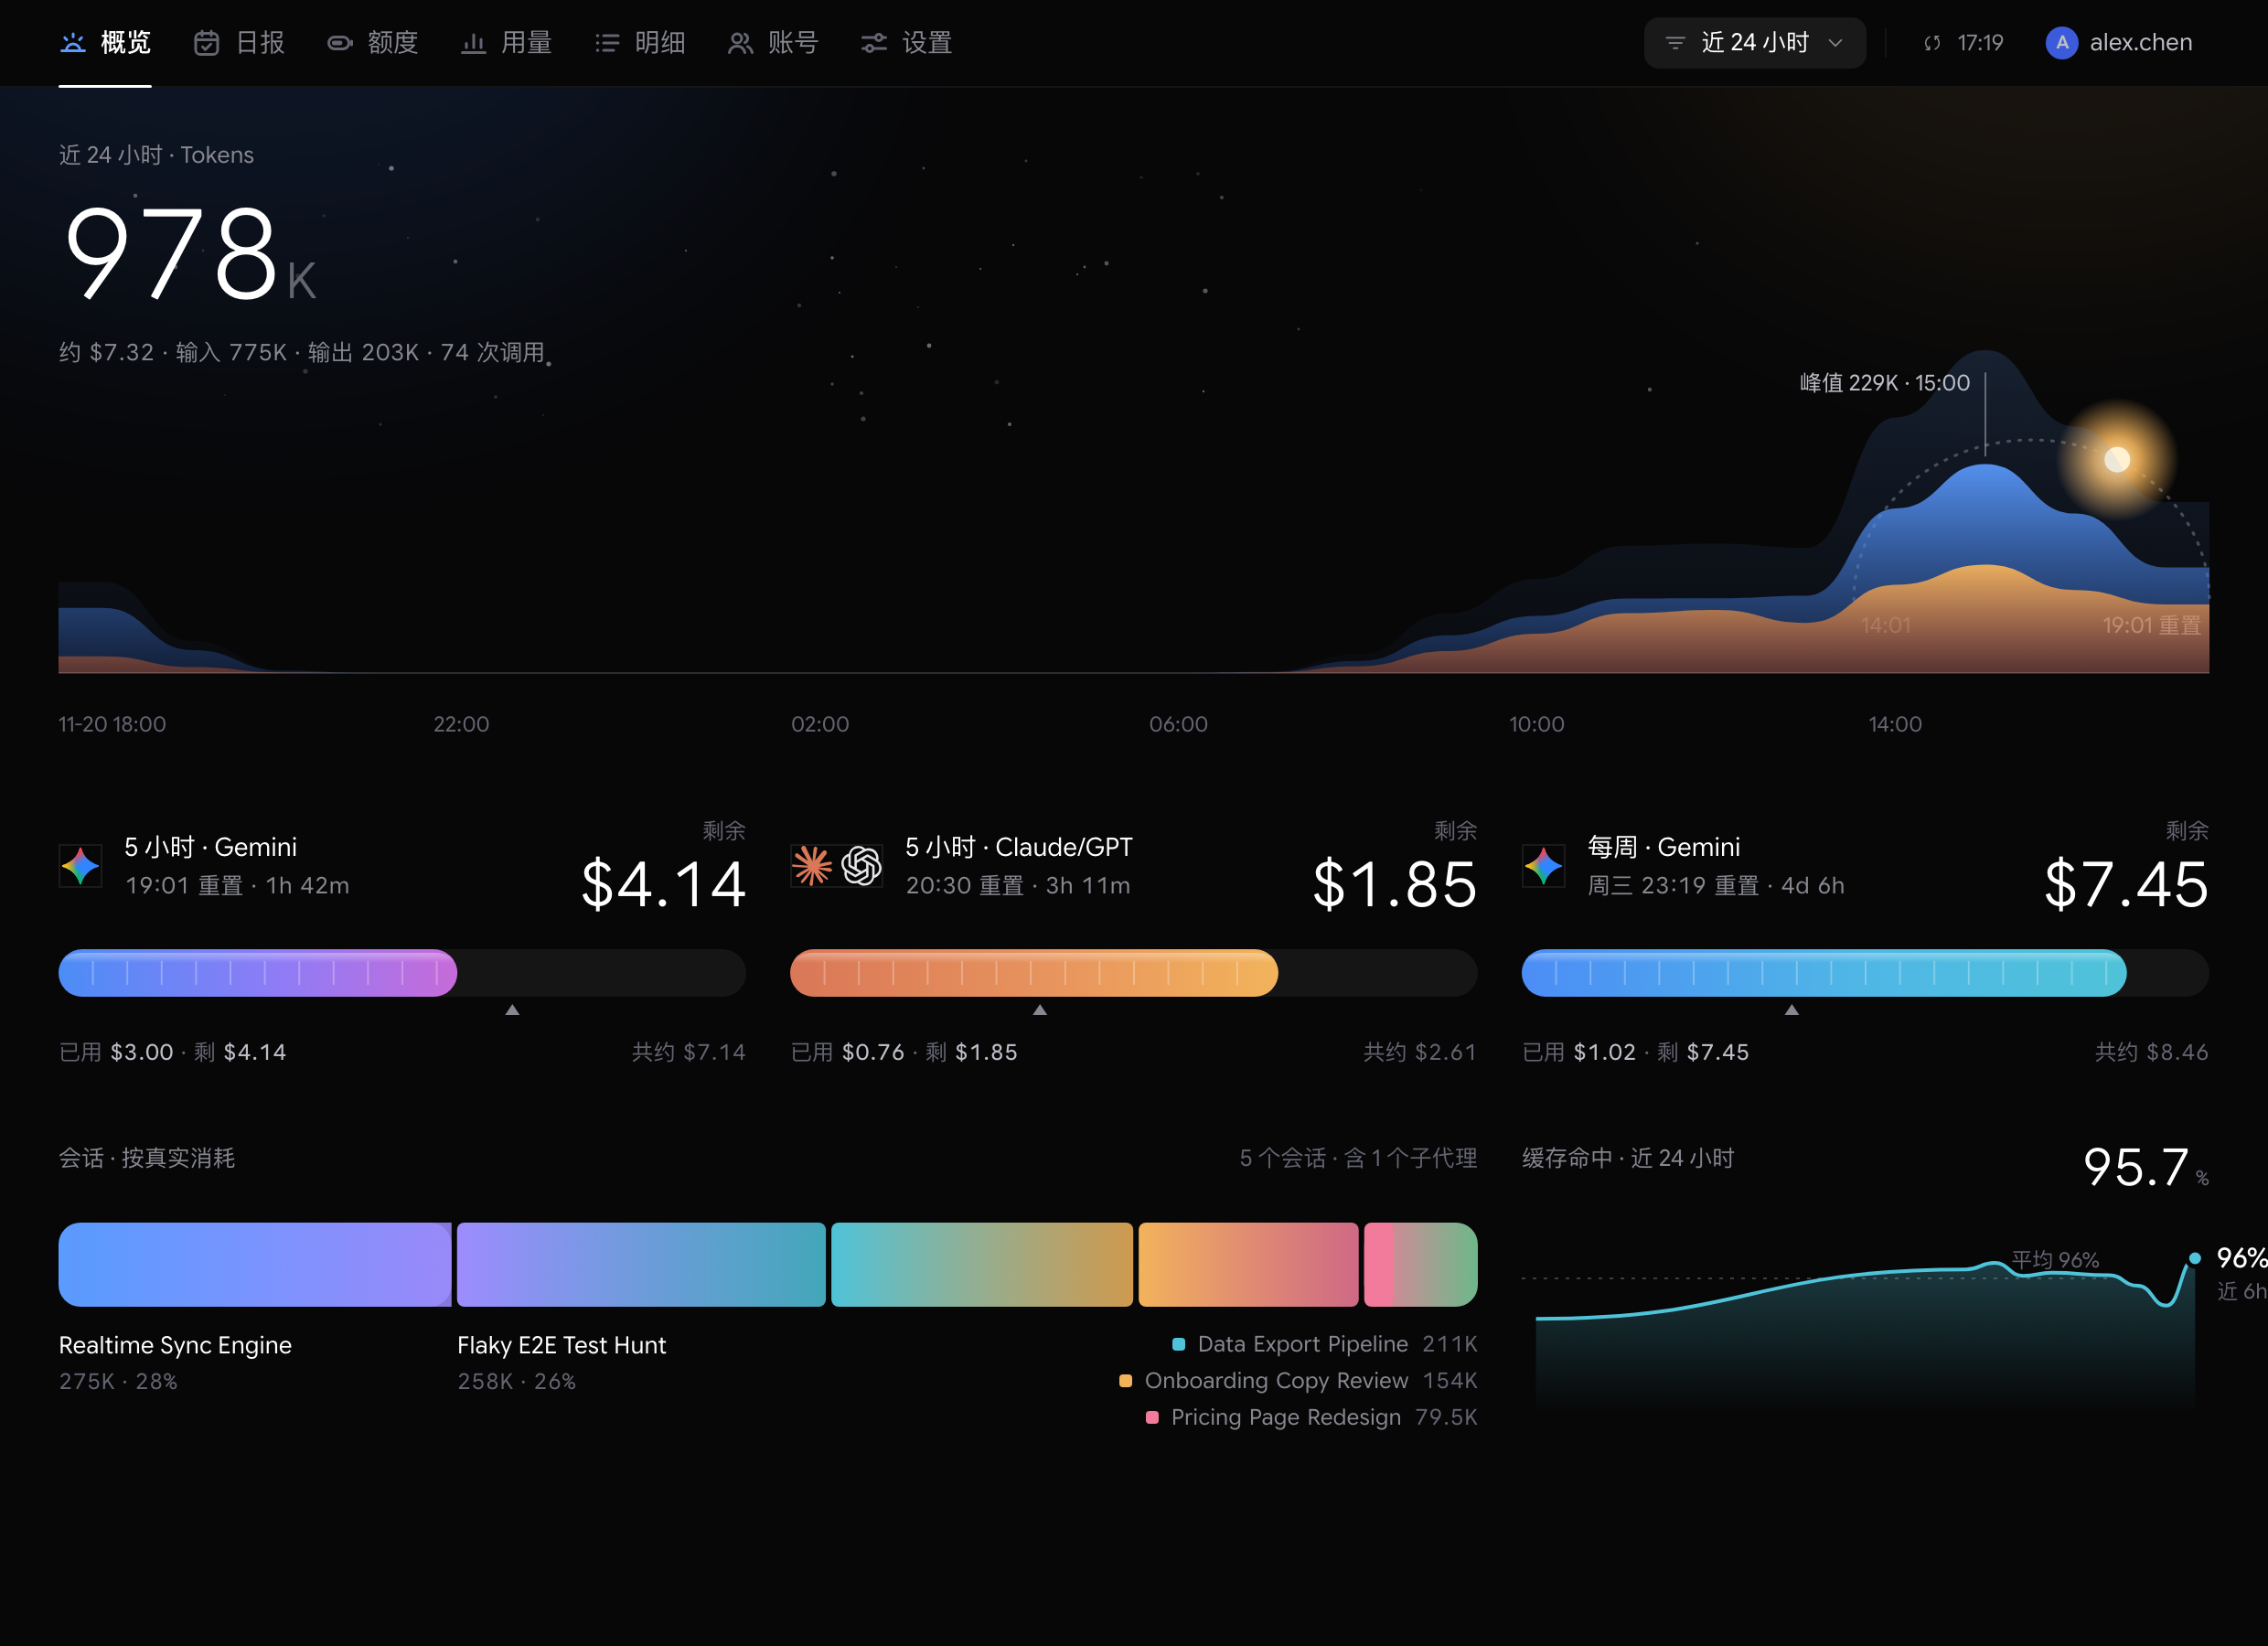 概览 日报 额度 用量 明细 账号 设置 近 24 小时 17:19 A alex.chen
近 24 小时 · Tokens
978K
约 $7.32 · 输入 775K · 输出 203K · 74 次调用
峰值 229K · 15:00
14:01 19:01 重置
11-20 18:00 22:00 02:00 06:00 10:00 14:00
5 小时 · Gemini
19:01 重置 · 1h 42m
剩余
$4.14
已用 $3.00 · 剩 $4.14 共约 $7.14
5 小时 · Claude/GPT
20:30 重置 · 3h 11m
剩余
$1.85
已用 $0.76 · 剩 $1.85 共约 $2.61
每周 · Gemini
周三 23:19 重置 · 4d 6h
剩余
$7.45
已用 $1.02 · 剩 $7.45 共约 $8.46
会话 · 按真实消耗 5 个会话 · 含 1 个子代理
Realtime Sync Engine
275K · 28%
Flaky E2E Test Hunt
258K · 26%
Data Export Pipeline 211K
Onboarding Copy Review 154K
Pricing Page Redesign 79.5K
缓存命中 · 近 24 小时 95.7%
平均 96%
96%
近 6h